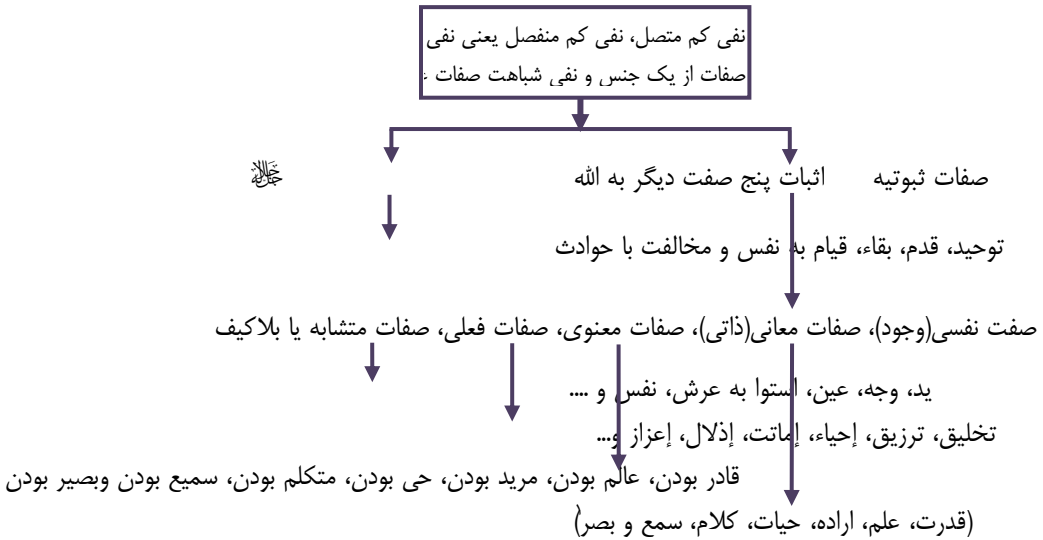 نفی کم متصل، نفی کم منفصل یعنی نفی
صفات از یک جنس و نفی شباهت صفات
صفات ثبوتیه اثبات پنج صفت دیگر به الله ﷻ
توحید، قدم، بقاء، قیام به نفس و مخالفت با حوادث
صفت نفسی(وجود)، صفات معانی(ذاتی)، صفات معنوی، صفات فعلی، صفات متشابه یا بلاکیف
ید، وجه، عین، استوا به عرش، نفس و ....
تخلیق، ترزیق، إحیاء، إماتت، إذلال، إعزاز و...
قادر بودن، عالم بودن، مرید بودن، حی بودن، متکلم بودن، سمیع بودن وبصیر بودن
(قدرت، علم، اراده، حیات، کلام، سمع و بصر)